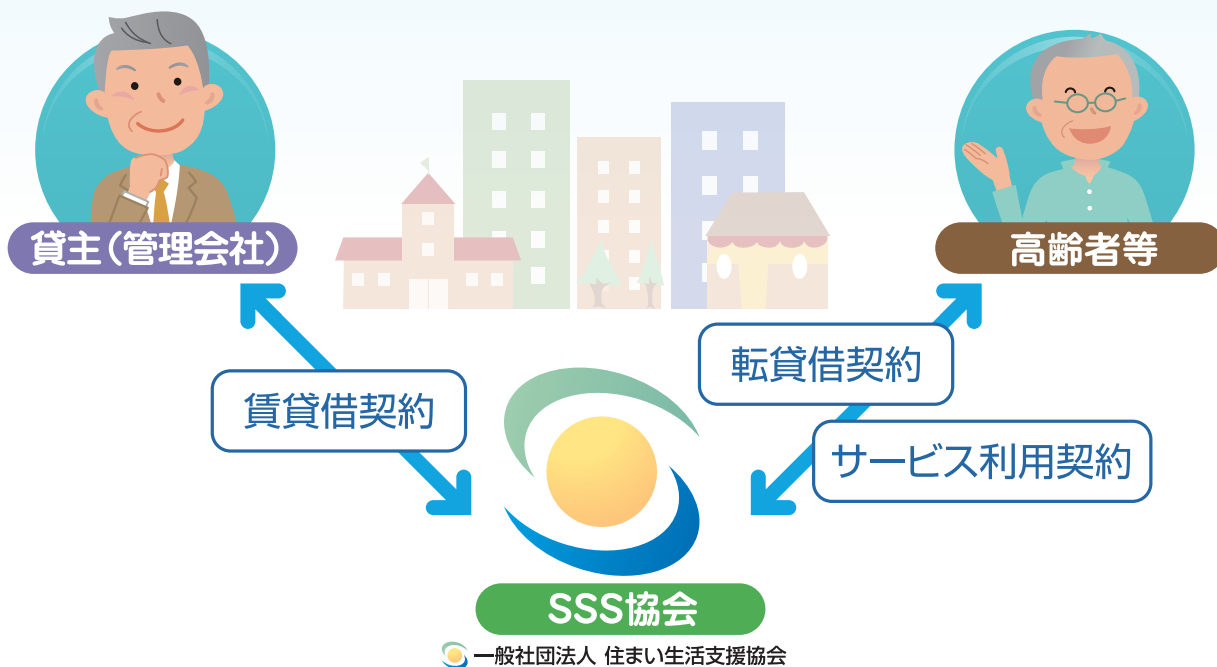 貸主(管理会社)
高齢者等
転貸借契約
賃貸借契約
サービス利用契約
SSS協会
一般社団法人 住まい生活支援協会